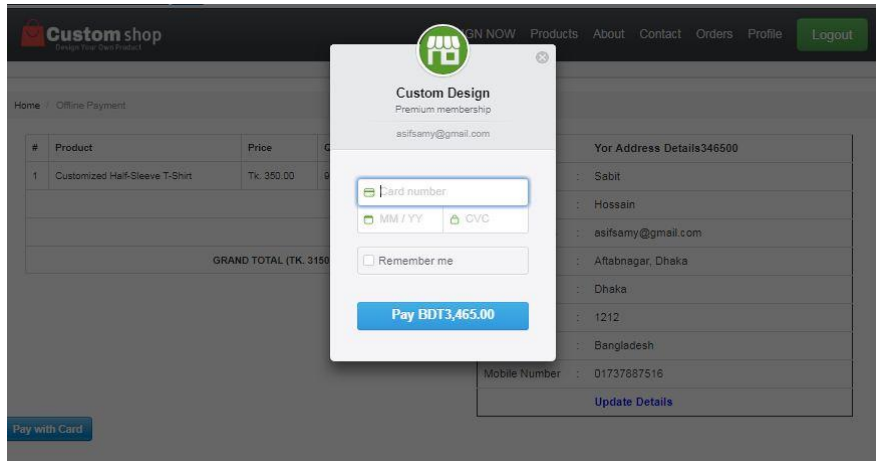 Custom shop
Design Your Own Product
GN NOW Products About Contact Orders Profile Logout
Home / Offline Payment
# Product Price
1 Customized Half-Sleeve T-Shirt Tk. 350.00 9
GRAND TOTAL (TK. 3150
Custom Design
Premium membership
asifsamy@gmail.com
Card number
MM / YY CVC
Remember me
Pay BDT3,465.00
Yor Address Details346500
: Sabit
: Hossain
: asifsamy@gmail.com
: Aftabnagar, Dhaka
: Dhaka
: 1212
: Bangladesh
Mobile Number : 01737887516
Update Details
Pay with Card